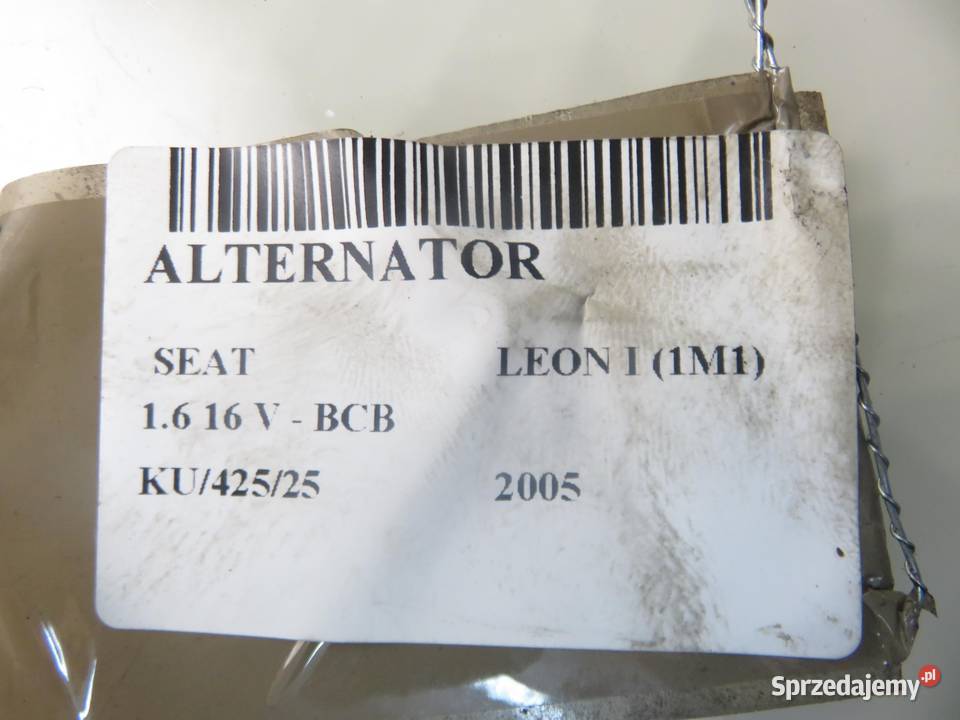 ALTERNATOR
SEAT LEON I (1M1)
1.6 16 V - BCB
KU/425/25 2005
Sprzedajemy.pl